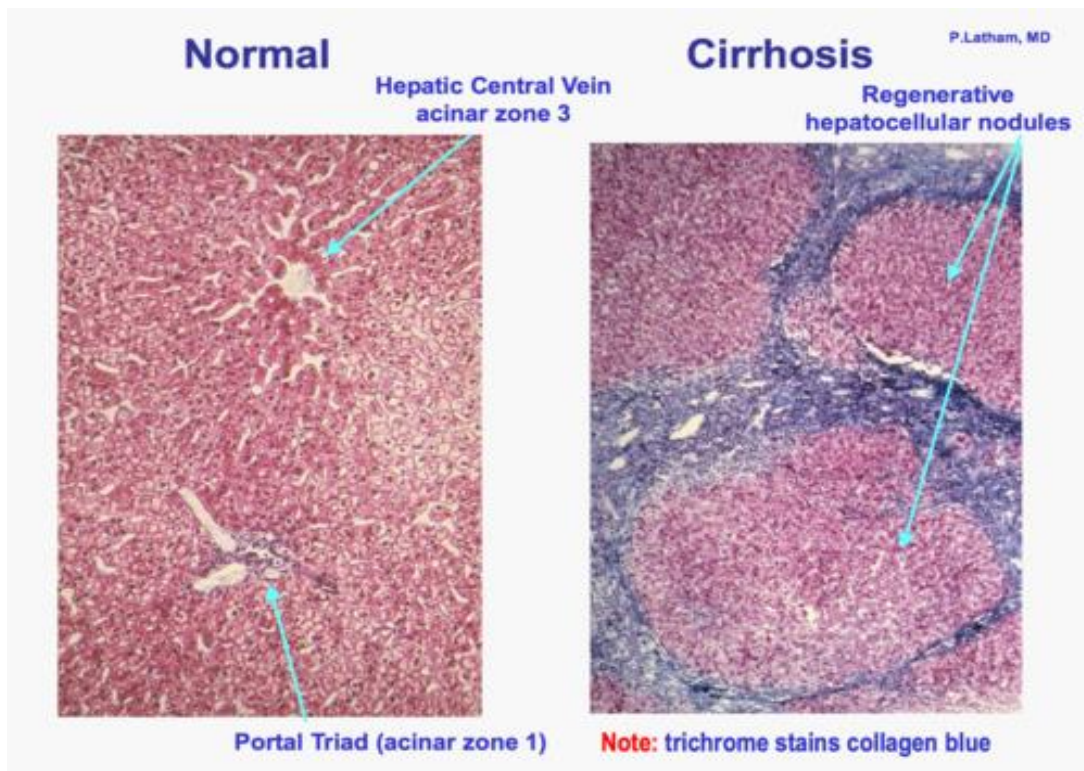 Normal
Hepatic Central Vein
acinar zone 3
Portal Triad (acinar zone 1)
P.Latham, MD
Cirrhosis
Regenerative
hepatocellular nodules
Note: trichrome stains collagen blue